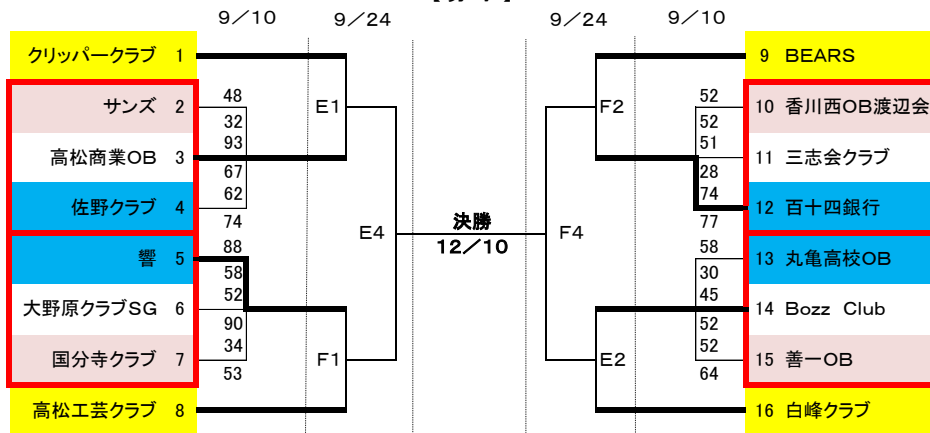 9/10 9/24 9/24 9/10
クリッパークラブ 1
サンズ 2
高松商業OB 3
佐野クラブ 4
響 5
大野原クラブSG 6
国分寺クラブ 7
高松工芸クラブ 8
48
32
93
67
62
74
88
58
52
90
34
53
E1
F1
E4
決勝
12/10
F4
F2
E2
52
52
51
28
74
77
58
30
45
52
52
64
9 BEARS
10 香川西OB渡辺会
11 三志会クラブ
12 百十四銀行
13 丸亀高校OB
14 Bozz Club
15 善一OB
16 白峰クラブ